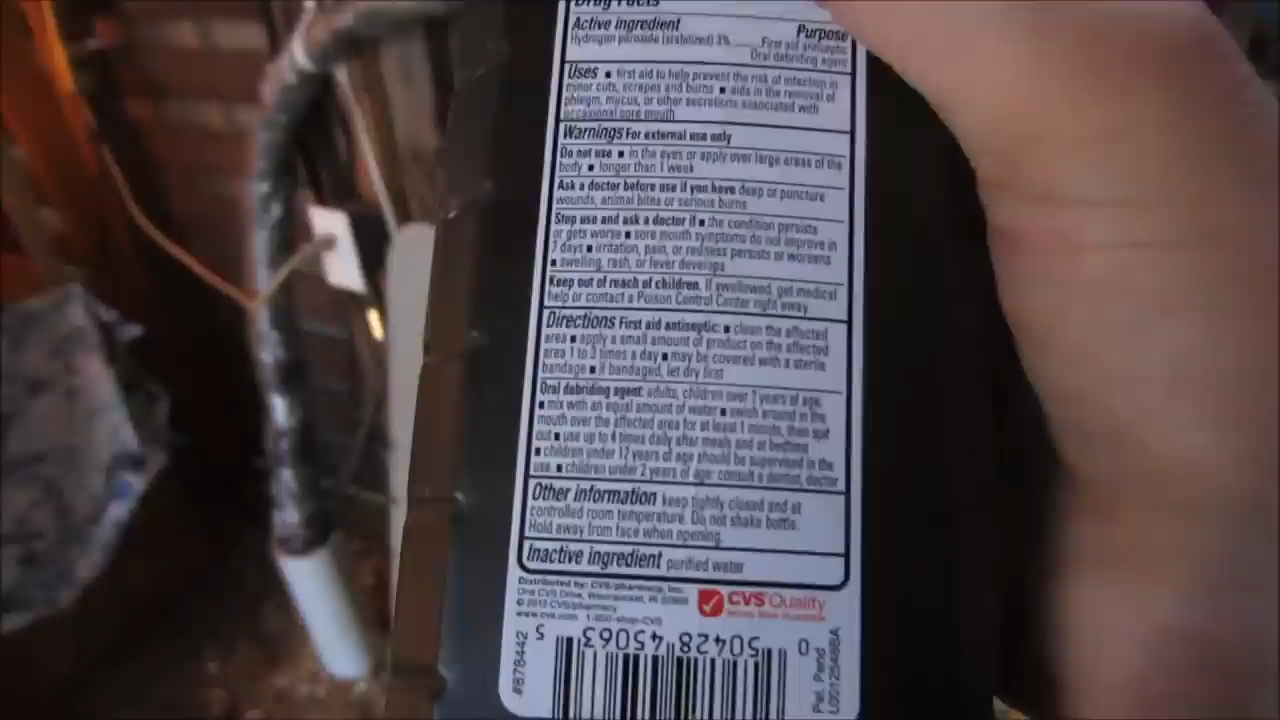 Drug Facts
Active ingredient Purpose
Hydrogen peroxide (stabilized) 3% First aid antiseptic
Oral debriding agent
Uses ■ first aid to help prevent the risk of infection in
minor cuts, scrapes and burns ■ aids in the removal of
phlegm, mucus, or other secretions associated with
occasional sore mouth
Warnings For external use only
Do not use ■ in the eyes or apply over large areas of the
body ■ longer than 1 week
Ask a doctor before use if you have deep or puncture
wounds, animal bites or serious burns
Stop use and ask a doctor if ■ the condition persists
or gets worse ■ sore mouth symptoms do not improve in
7 days ■ irritation, pain, or redness persists or worsens
■ swelling, rash, or fever develops
Keep out of reach of children. If swallowed, get medical
help or contact a Poison Control Center right away
Directions First aid antiseptic: ■ clean the affected
area ■ apply a small amount of product on the affected
area 1 to 3 times a day ■ may be covered with a sterile
bandage ■ if bandaged, let dry first
Oral debriding agent: adults, children over 2 years of age:
■ mix with an equal amount of water ■ swish around in the
mouth over the affected area for at least 1 minute, then spit
out ■ use up to 4 times daily after meals and at bedtime
■ children under 12 years of age should be supervised in the
use. ■ children under 2 years of age: consult a dentist, doctor
Other information keep tightly closed and at
controlled room temperature. Do not shake bottle.
Hold away from face when opening.
Inactive ingredient purified water
Distributed by: CVS/pharmacy, Inc.
One CVS Drive, Woonsocket, RI 02895
© 2013 CVS/pharmacy
www.cvs.com 1-800-shop-CVS
CVS Quality
Money Back Guarantee
#878442
0 50428 45063 5
Pat. Pend